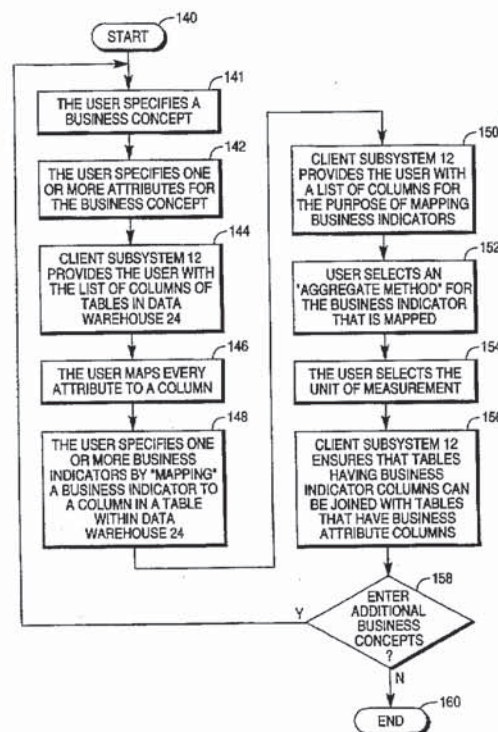 140
START
141
THE USER SPECIFIES A
BUSINESS CONCEPT
142
THE USER SPECIFIES ONE
OR MORE ATTRIBUTES FOR
THE BUSINESS CONCEPT
144
CLIENT SUBSYSTEM 12
PROVIDES THE USER WITH
THE LIST OF COLUMNS OF
TABLES IN DATA
WAREHOUSE 24
146
THE USER MAPS EVERY
ATTRIBUTE TO A COLUMN
148
THE USER SPECIFIES ONE
OR MORE BUSINESS
INDICATORS BY "MAPPING"
A BUSINESS INDICATOR TO
A COLUMN IN A TABLE
WITHIN DATA
WAREHOUSE 24
150
CLIENT SUBSYSTEM 12
PROVIDES THE USER WITH
A LIST OF COLUMNS FOR
THE PURPOSE OF MAPPING
BUSINESS INDICATORS
152
USER SELECTS AN
"AGGREGATE METHOD" FOR
THE BUSINESS INDICATOR
THAT IS MAPPED
154
THE USER SELECTS THE
UNIT OF MEASUREMENT
156
CLIENT SUBSYSTEM 12
ENSURES THAT TABLES
HAVING BUSINESS
INDICATOR COLUMNS CAN
BE JOINED WITH TABLES
THAT HAVE BUSINESS
ATTRIBUTE COLUMNS
158
ENTER
ADDITIONAL
BUSINESS
CONCEPTS
?
Y
N
160
END